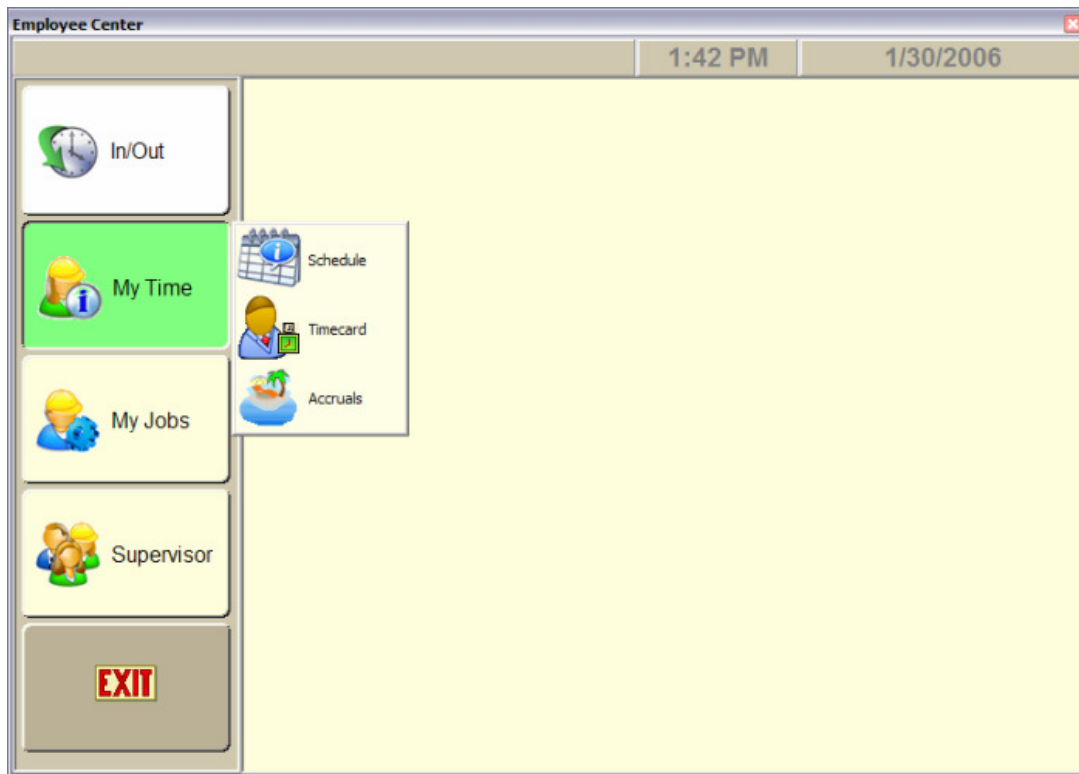 Employee Center
1:42 PM
1/30/2006
In/Out
My Time
Schedule
Timecard
Accruals
My Jobs
Supervisor
EXIT